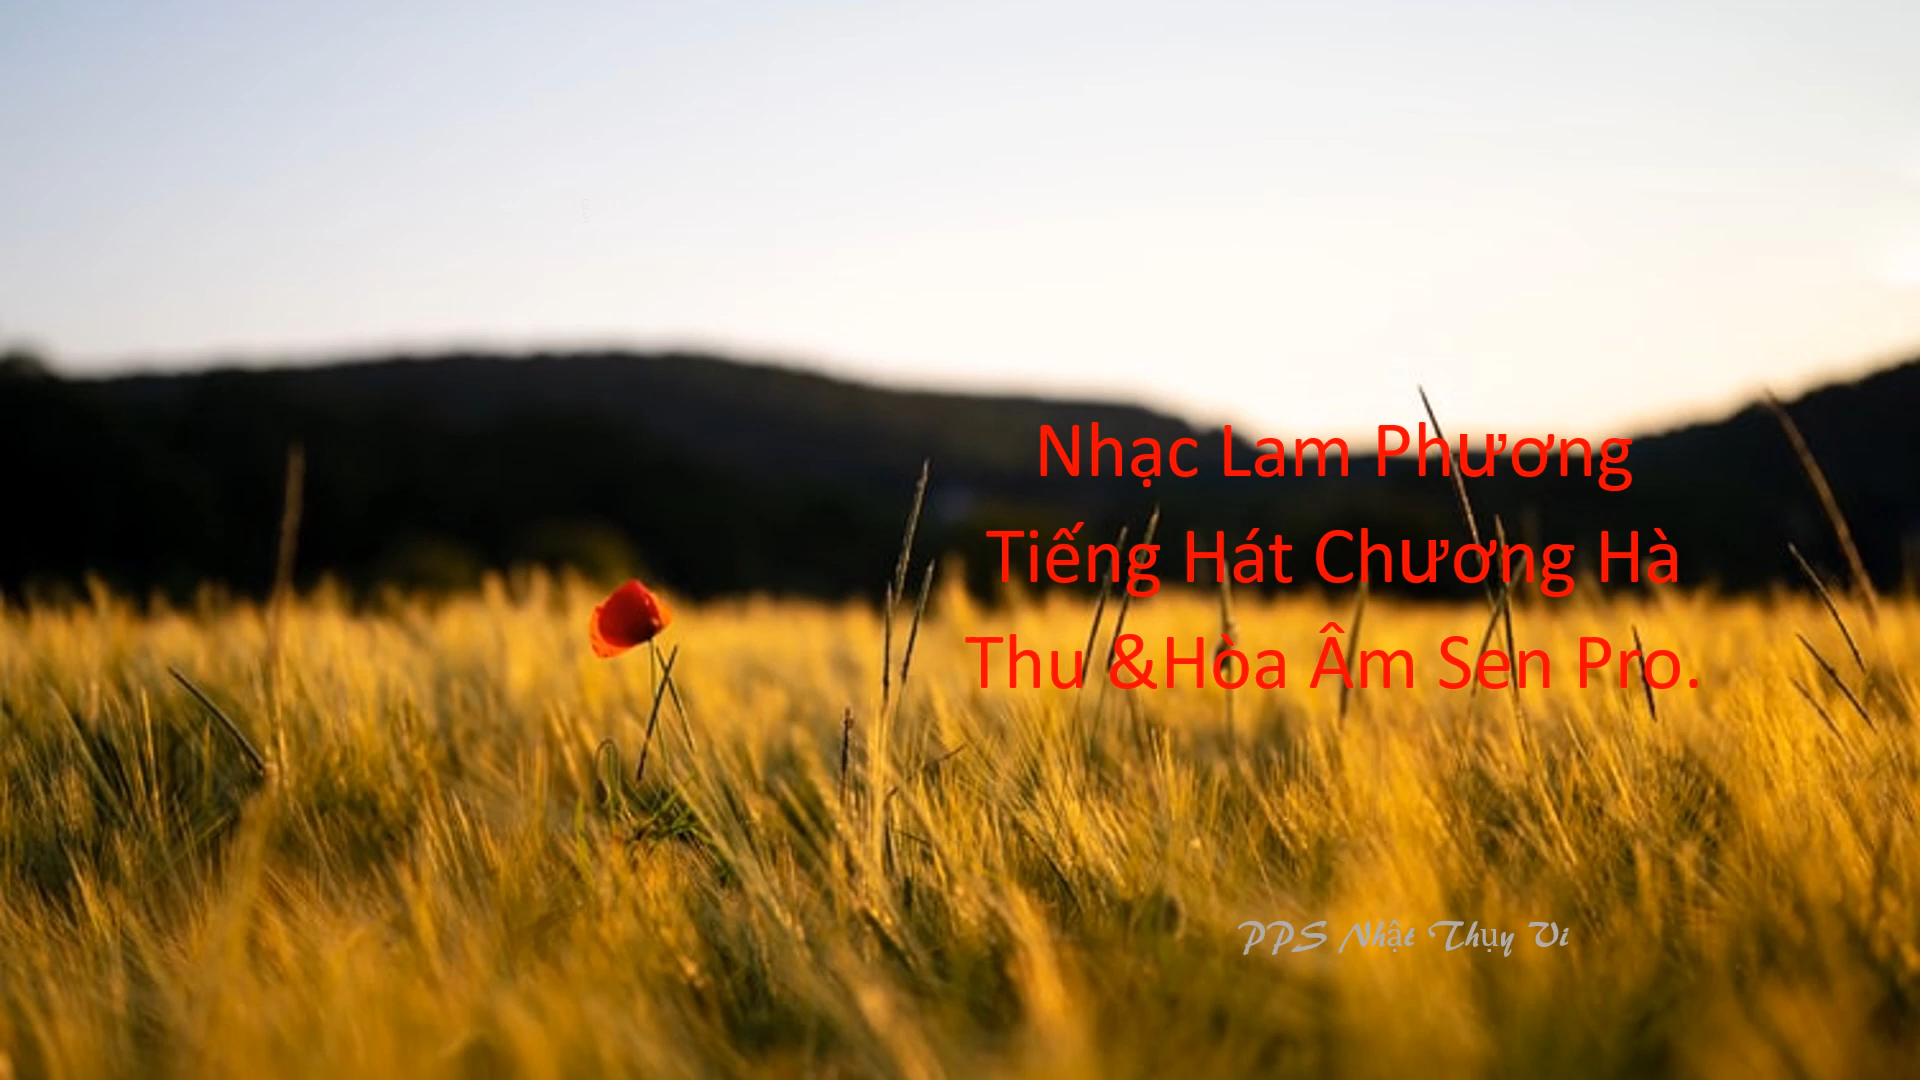 Nhạc Lam Phương
Tiếng Hát Chương Hà
Thu &Hòa Âm Sen Pro.
PPS Nhật Thụy Vi